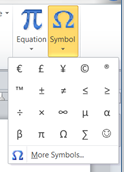 π Ω
Equation Symbol
€ £ ¥ © ®
™ ± ≠ ≤ ≥
÷ × ∞ µ α
β π Ω ∑ ☺
Ω More Symbols...